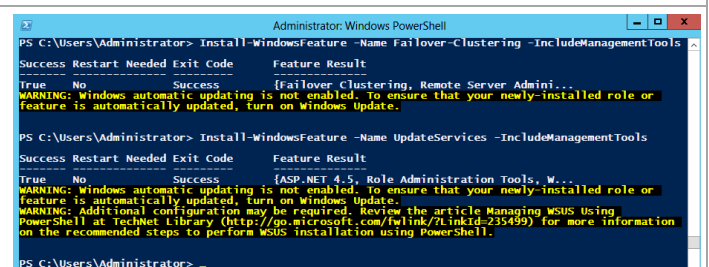 Administrator: Windows PowerShell
PS C:\Users\Administrator> Install-WindowsFeature -Name Failover-Clustering -IncludeManagementTools
Success Restart Needed Exit Code Feature Result
------- -------------- --------- --------------
True No Success {Failover Clustering, Remote Server Admini...
WARNING: Windows automatic updating is not enabled. To ensure that your newly-installed role or
feature is automatically updated, turn on Windows Update.
PS C:\Users\Administrator> Install-WindowsFeature -Name UpdateServices -IncludeManagementTools
Success Restart Needed Exit Code Feature Result
------- -------------- --------- --------------
True No Success {ASP.NET 4.5, Role Administration Tools, W...
WARNING: Windows automatic updating is not enabled. To ensure that your newly-installed role or
feature is automatically updated, turn on Windows Update.
WARNING: Additional configuration may be required. Review the article Managing WSUS Using
PowerShell at TechNet Library (http://go.microsoft.com/fwlink/?LinkId=235499) for more information
on the recommended steps to perform WSUS installation using PowerShell.
PS C:\Users\Administrator> _